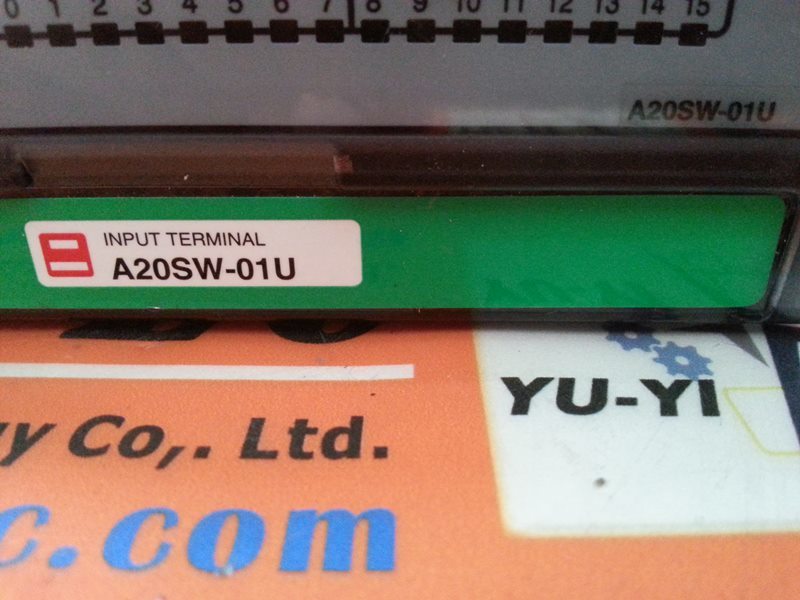 0 1 2 3 4 5 6 7 8 9 10 11 12 13 14 15
A20SW-01U
INPUT TERMINAL
A20SW-01U
YU-YI
Co,. Ltd.
c.com